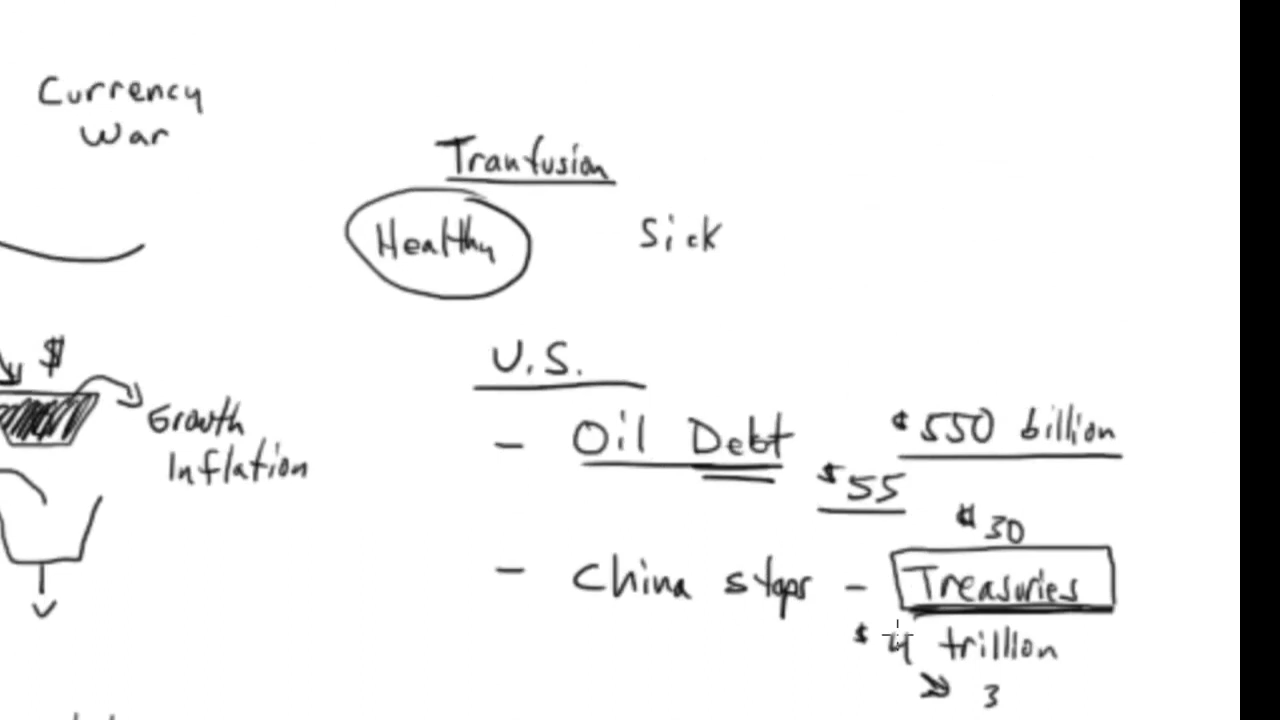 Currency
War
Tranfusion
Healthy
Sick
$
Growth
Inflation
U.S.
- Oil Debt
$550 billion
$55
$30
- China stops - Treasuries
$4 trillion
3